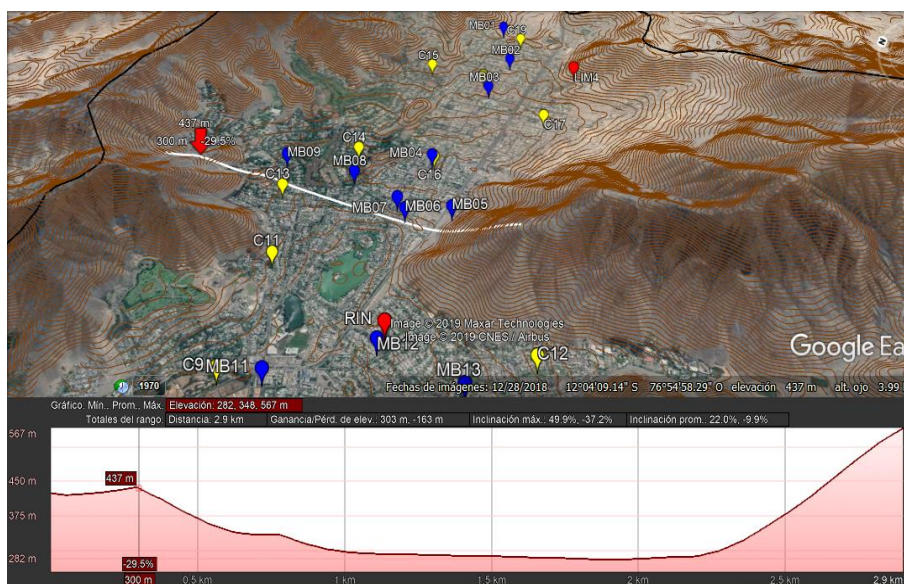 MB01
C19
MB02
C15
LIM4
MB03
437 m
C17
300 m -29.5%
C14
MB09
MB04
MB08
C16
C13
MB07
MB06
MB05
C11
RIN
Image © 2019 Maxar Technologies
Image © 2019 CNES / Airbus
MB12
C12
Google Ea
C9
MB11
MB13
1970
Fechas de imágenes: 12/28/2018 12°04'09.14" S 76°54'58.29" O elevación 437 m alt. ojo 3.99
Gráfico: Mín., Prom., Máx. Elevación: 282, 348, 567 m
Totales del rango: Distancia: 2.9 km Ganancia/Pérd. de elev.: 303 m, -163 m Inclinación máx.: 49.9%, -37.2% Inclinación prom.: 22.0%, -9.9%
567 m
437 m
450 m
375 m
282 m
-29.5%
300 m 0.5 km 1 km 1.5 km 2 km 2.5 km 2.9 km